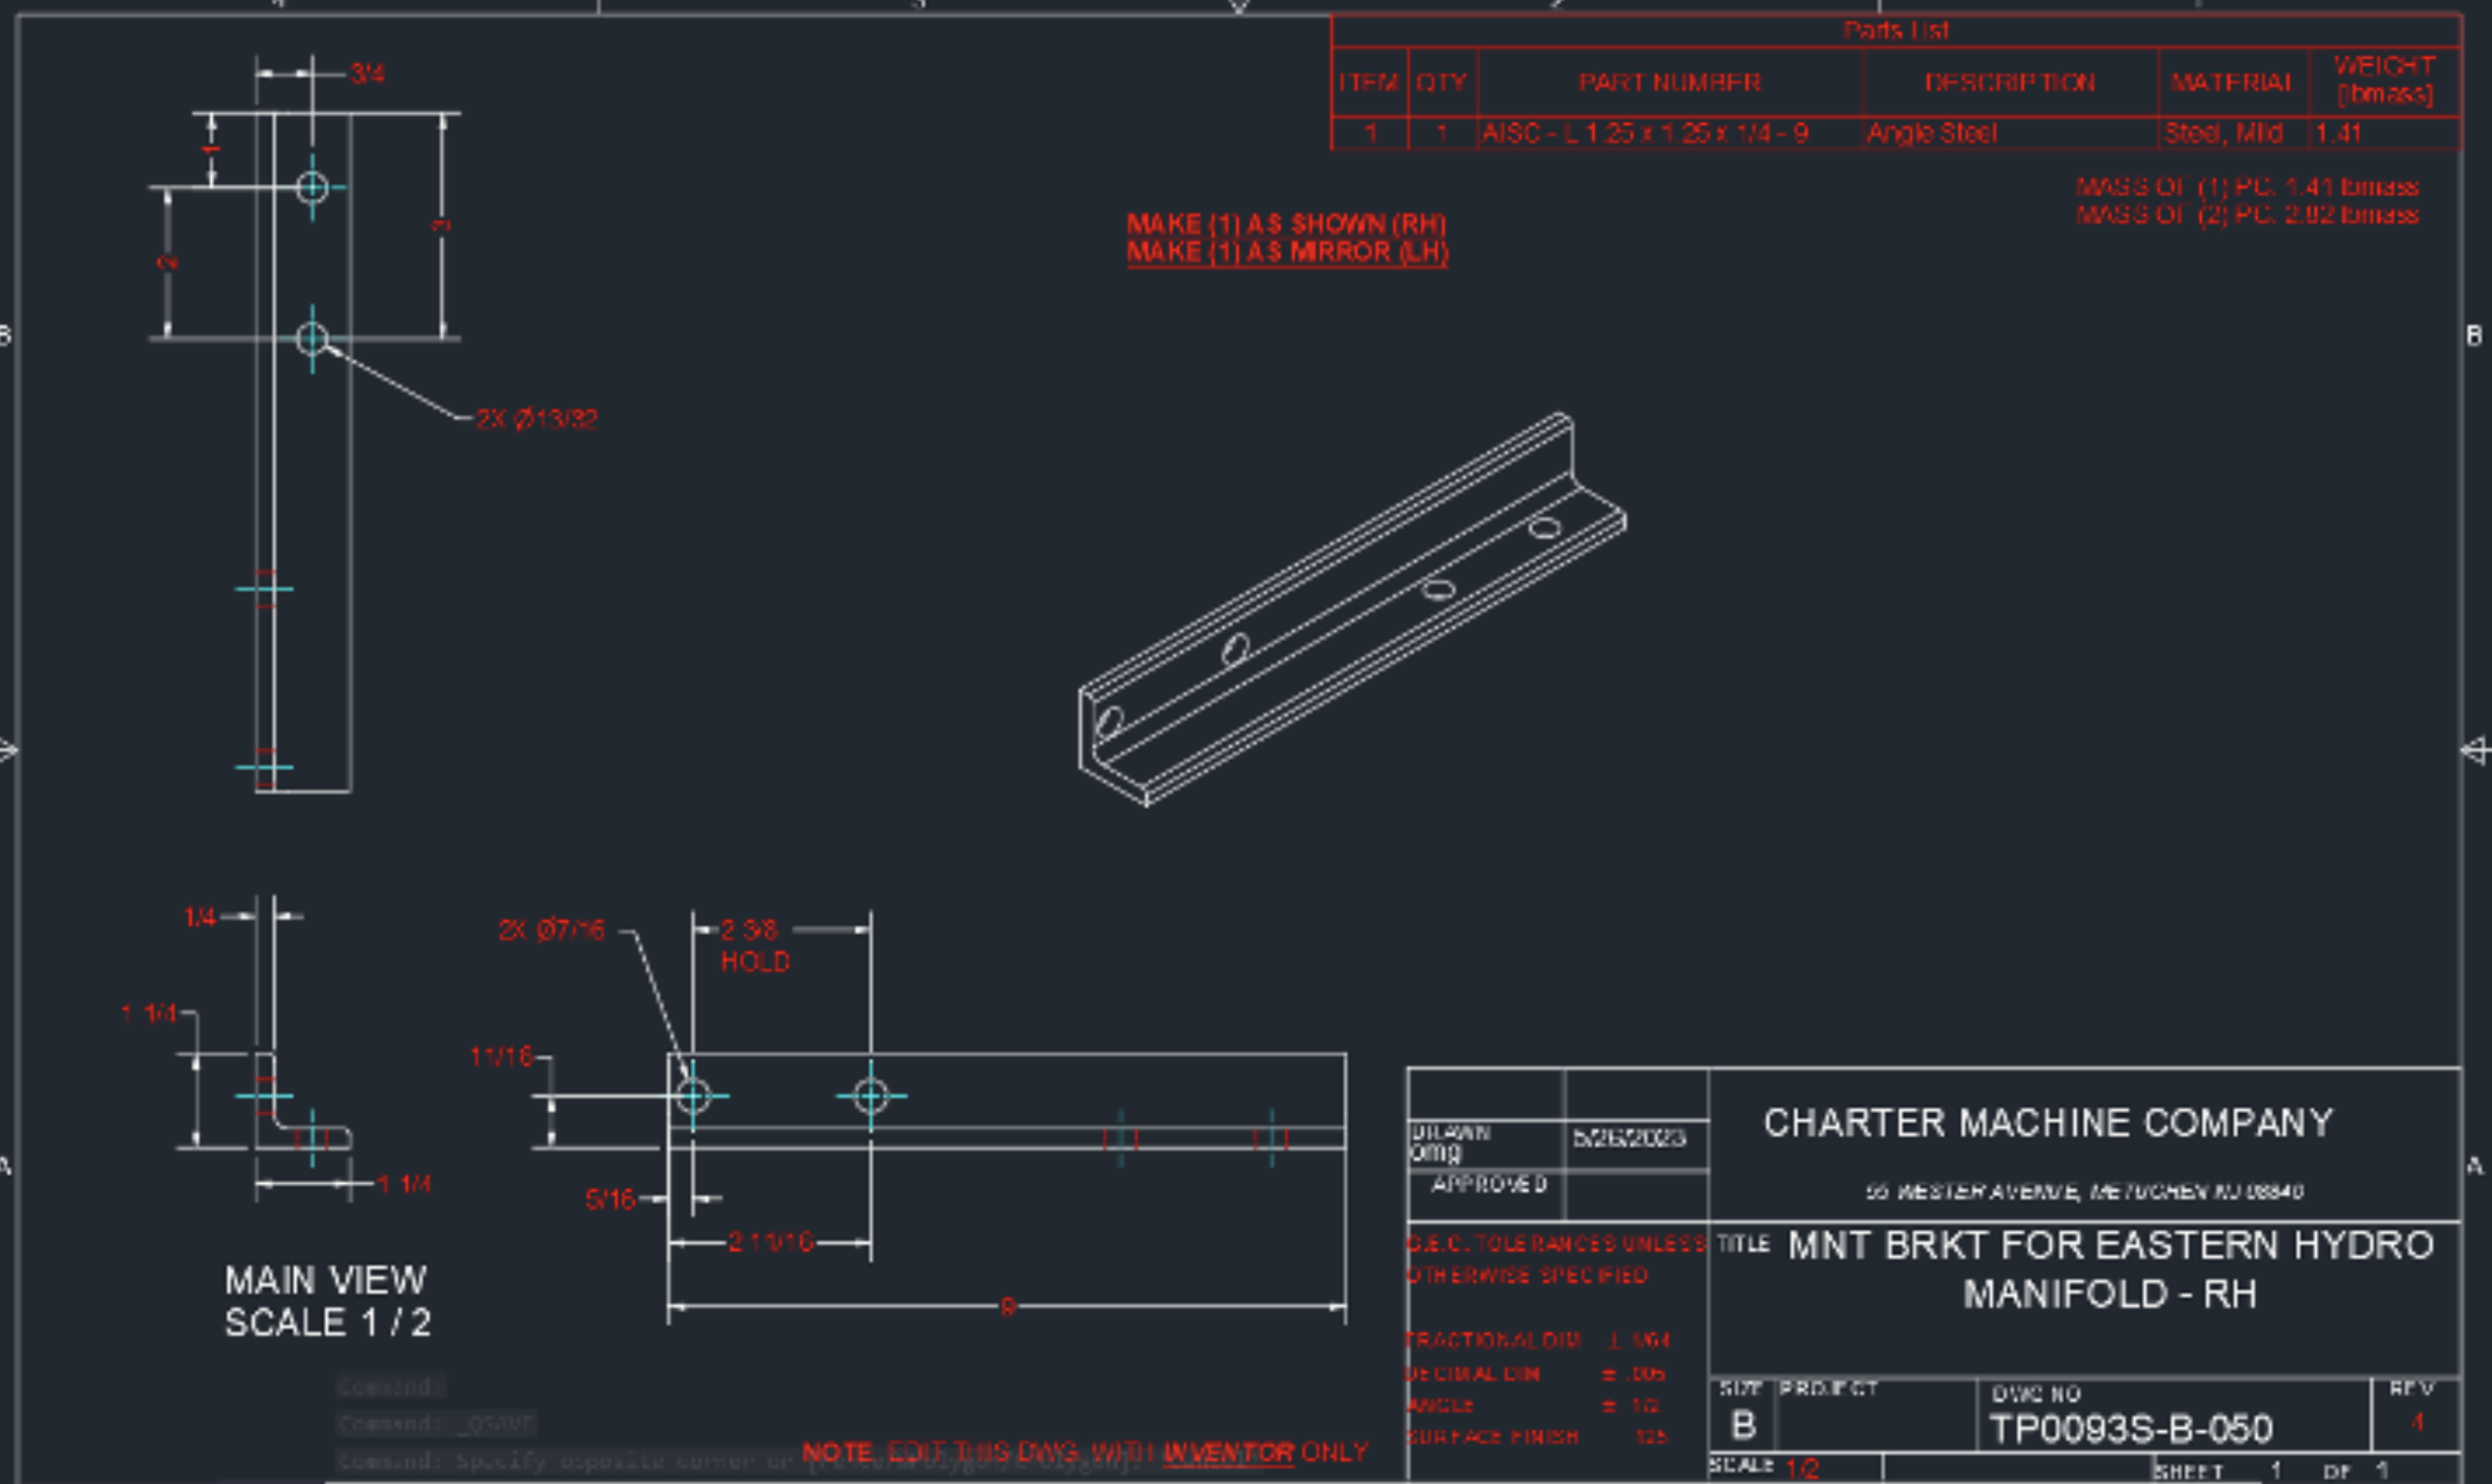 4 3 2 1
Parts List
ITEM QTY PART NUMBER DESCRIPTION MATERIAL WEIGHT [lbmass]
1 1 AISC - L 1.25 x 1.25 x 1/4 - 9 Angle Steel Steel, Mild 1.41
MASS OF (1) PC. 1.41 lbmass
MASS OF (2) PC. 2.82 lbmass
MAKE (1) AS SHOWN (RH)
MAKE (1) AS MIRROR (LH)
3/4
1
3
2
B
B
2X Ø13/32
1/4
2X Ø7/16
2 3/8
HOLD
1 1/4
11/16
1 1/4
5/16
2 11/16
9
A
A
MAIN VIEW
SCALE 1 / 2
DRAWN
omg
5/26/2023
APPROVED
CHARTER MACHINE COMPANY
55 WESTER AVENUE, METUCHEN NJ 08840
O.E.C. TOLERANCES UNLESS
OTHERWISE SPECIFIED
FRACTIONAL DIM ± 1/64
DECIMAL DIM ± .005
ANGLE ± 1/2
SURFACE FINISH 125
TITLE MNT BRKT FOR EASTERN HYDRO
MANIFOLD - RH
SIZE
B
PROJECT
DWG NO
TP0093S-B-050
REV
4
SCALE 1/2
SHEET 1 OF 1
Command:
Command: _QSAVE
Command: Specify opposite corner or
NOTE EDIT THIS DWG. WITH INVENTOR ONLY